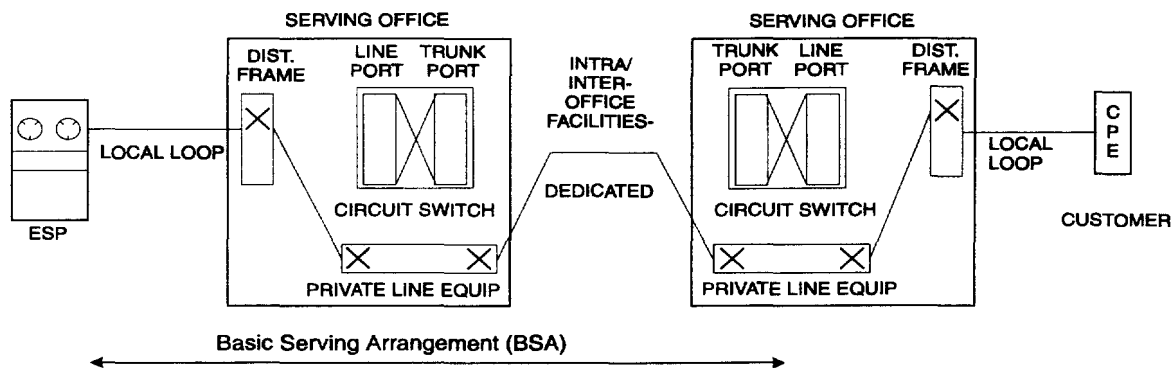 SERVING OFFICE
DIST.
FRAME
LINE
PORT
TRUNK
PORT
CIRCUIT SWITCH
PRIVATE LINE EQUIP
LOCAL LOOP
ESP
INTRA/
INTER-
OFFICE
FACILITIES-
DEDICATED
SERVING OFFICE
TRUNK
PORT
LINE
PORT
DIST.
FRAME
CIRCUIT SWITCH
PRIVATE LINE EQUIP
LOCAL
LOOP
C
P
E
CUSTOMER
Basic Serving Arrangement (BSA)